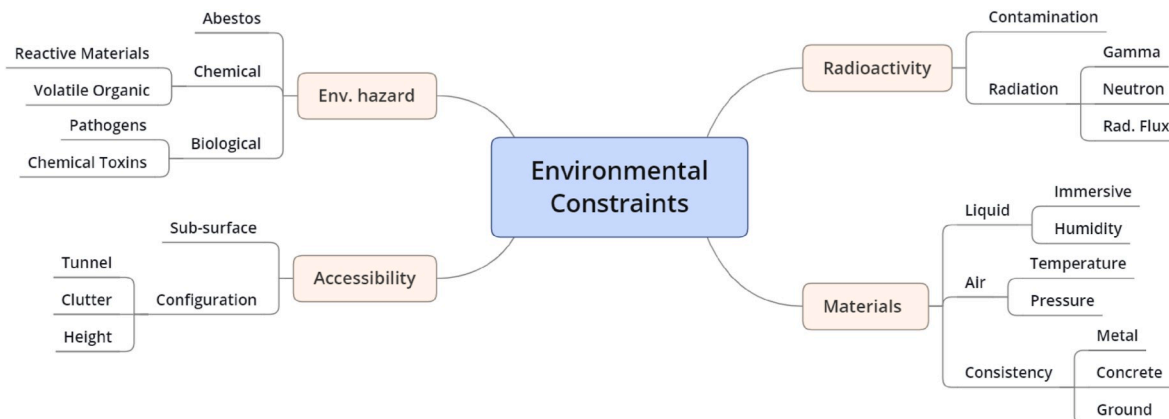 Environmental
Constraints
Env. hazard
Abestos
Chemical
Reactive Materials
Volatile Organic
Biological
Pathogens
Chemical Toxins
Accessibility
Sub-surface
Configuration
Tunnel
Clutter
Height
Radioactivity
Contamination
Radiation
Gamma
Neutron
Rad. Flux
Materials
Liquid
Immersive
Humidity
Air
Temperature
Pressure
Consistency
Metal
Concrete
Ground